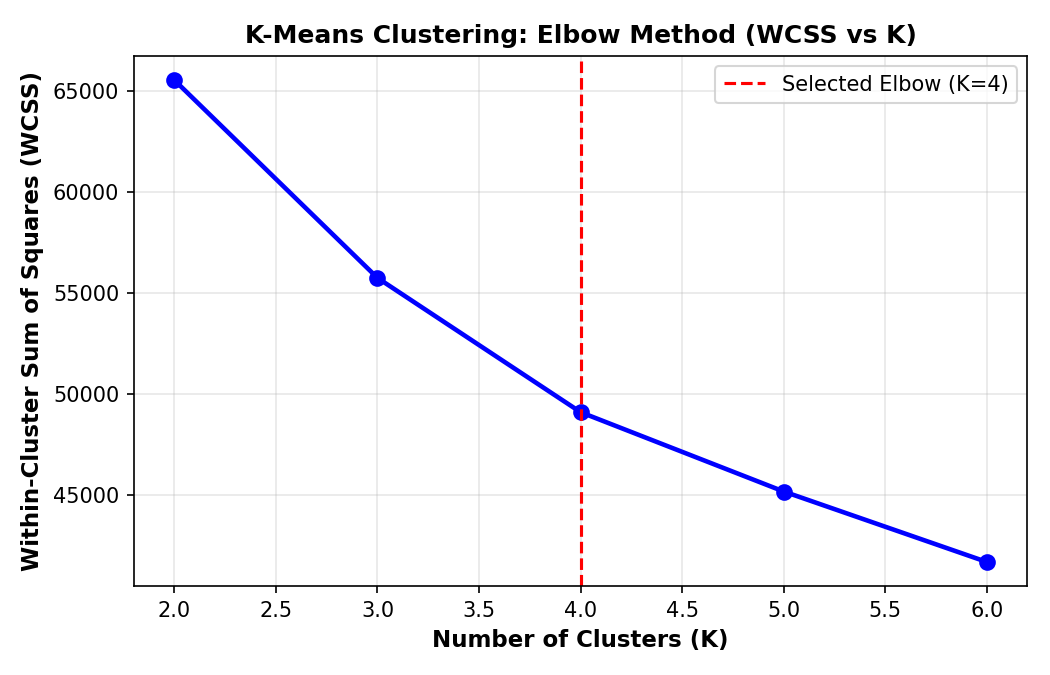 K-Means Clustering: Elbow Method (WCSS vs K)
Selected Elbow (K=4)
Within-Cluster Sum of Squares (WCSS)
65000
60000
55000
50000
45000
2.0 2.5 3.0 3.5 4.0 4.5 5.0 5.5 6.0
Number of Clusters (K)